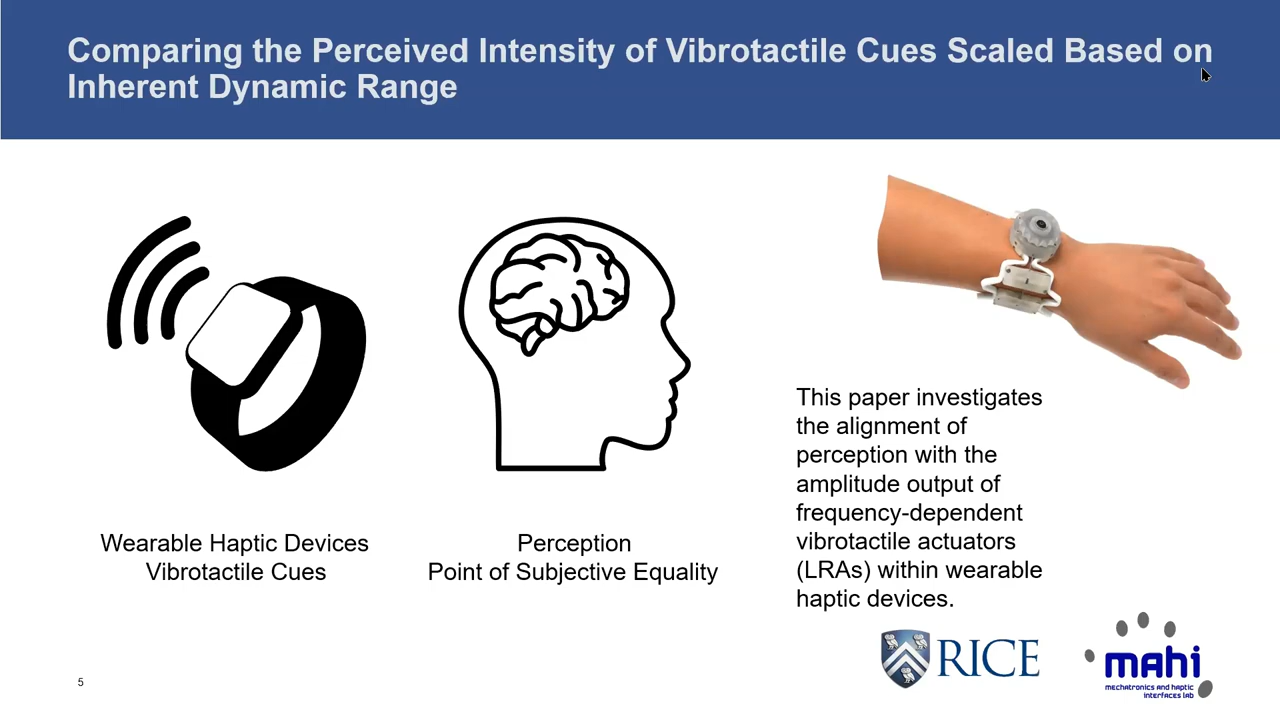 Comparing the Perceived Intensity of Vibrotactile Cues Scaled Based on
Inherent Dynamic Range
Wearable Haptic Devices
Vibrotactile Cues
Perception
Point of Subjective Equality
This paper investigates
the alignment of
perception with the
amplitude output of
frequency-dependent
vibrotactile actuators
(LRAs) within wearable
haptic devices.
RICE
mahi
mechatronics and haptic
interfaces lab
5